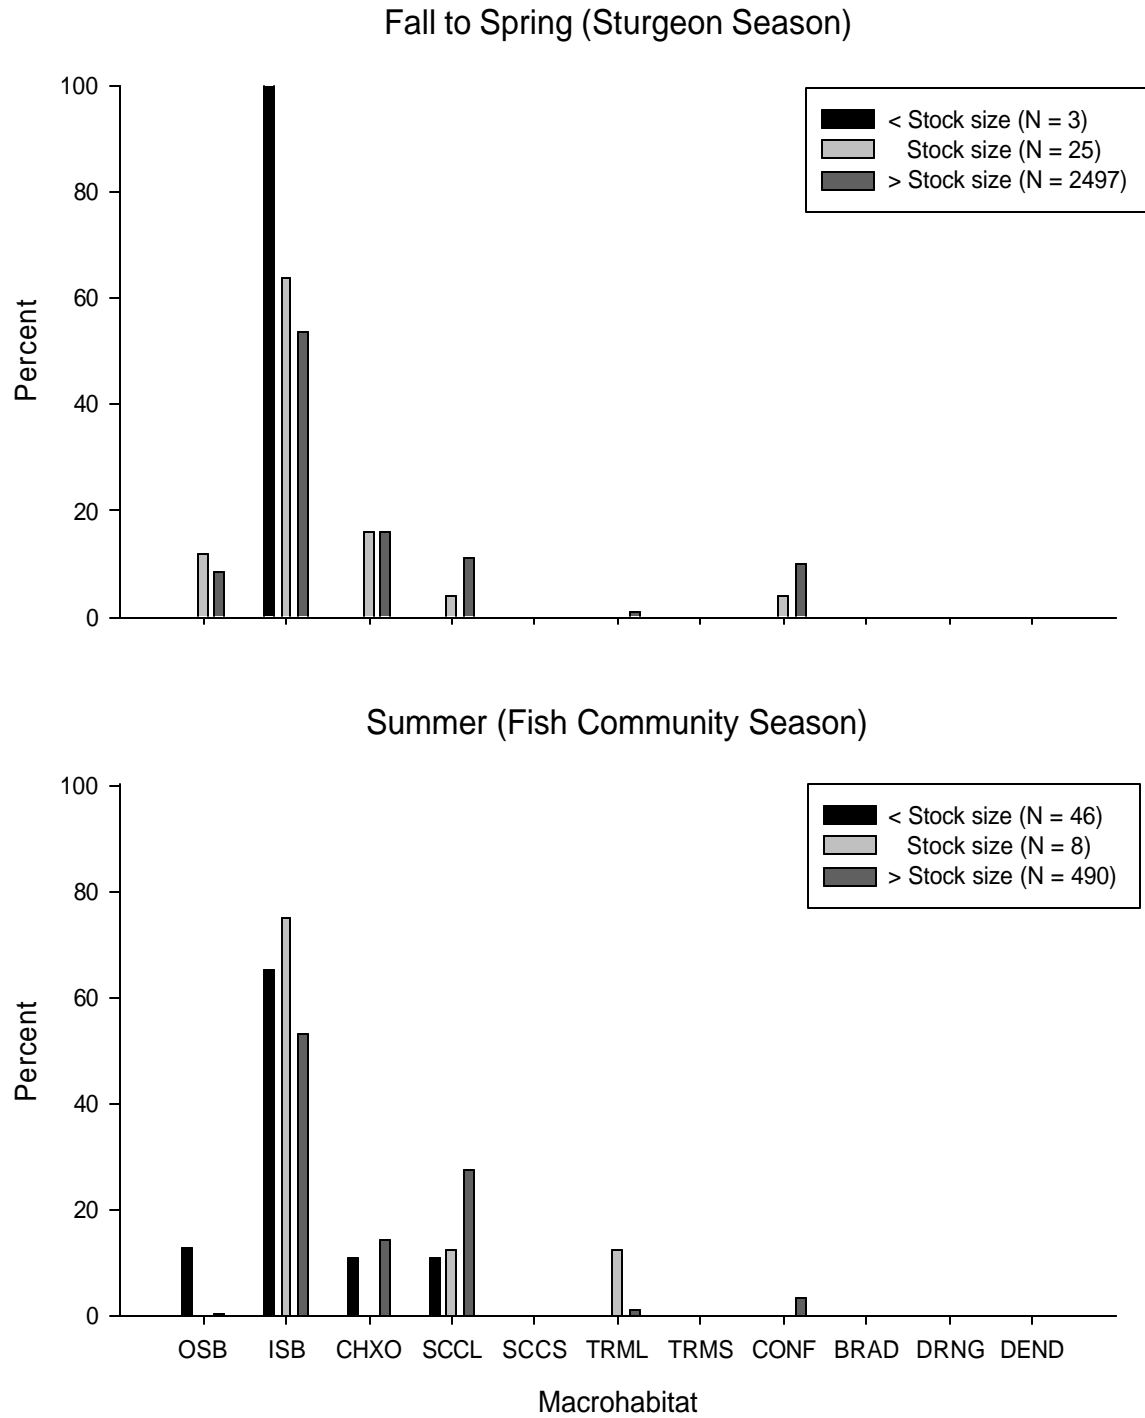 Fall to Spring (Sturgeon Season)
100
80
60
40
20
0
Percent
< Stock size (N = 3)
Stock size (N = 25)
> Stock size (N = 2497)
Summer (Fish Community Season)
100
80
60
40
20
0
Percent
< Stock size (N = 46)
Stock size (N = 8)
> Stock size (N = 490)
OSB ISB CHXO SCCL SCCS TRML TRMS CONF BRAD DRNG DEND
Macrohabitat